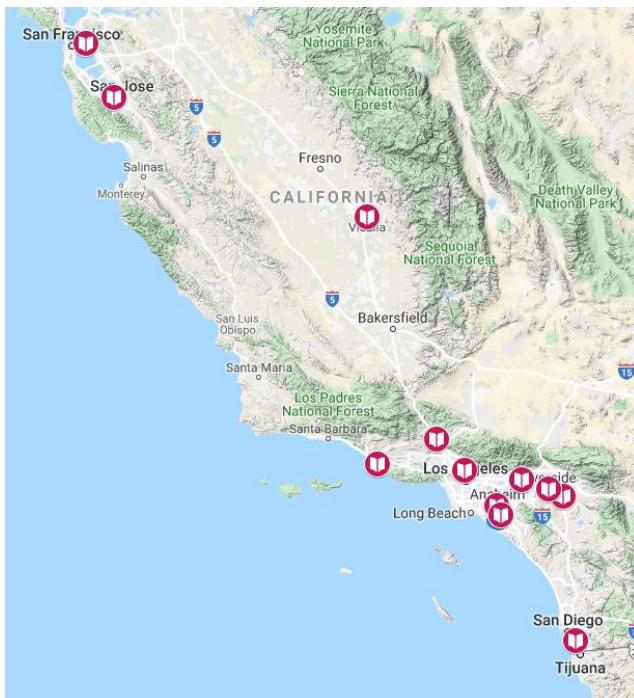 Yosemite
National Park
San Francisco
San Jose
Sierra National
Forest
5
5
Salinas
Fresno
Monterey
CALIFORNIA
Death Valley
National Park
Visalia
Sequoia
National Forest
5
San Luis
Obispo
Bakersfield
Santa Maria
15
Los Padres
National Forest
Santa Barbara
Los Angeles
Anaheim
Long Beach
15
San Diego
Tijuana